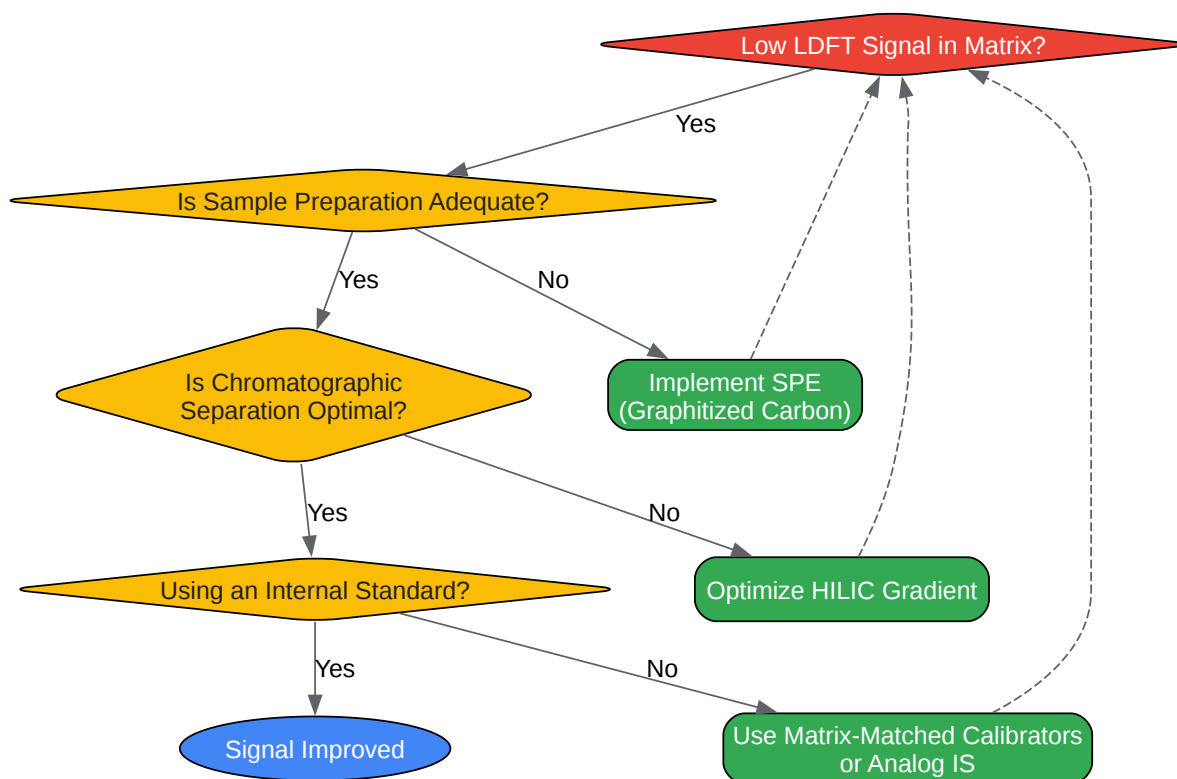 Low LDFT Signal in Matrix?
Yes
Is Sample Preparation Adequate?
Yes
No
Is Chromatographic
Separation Optimal?
Implement SPE
(Graphitized Carbon)
Yes
No
Using an Internal Standard?
Optimize HILIC Gradient
Yes
No
Signal Improved
Use Matrix-Matched Calibrators
or Analog IS